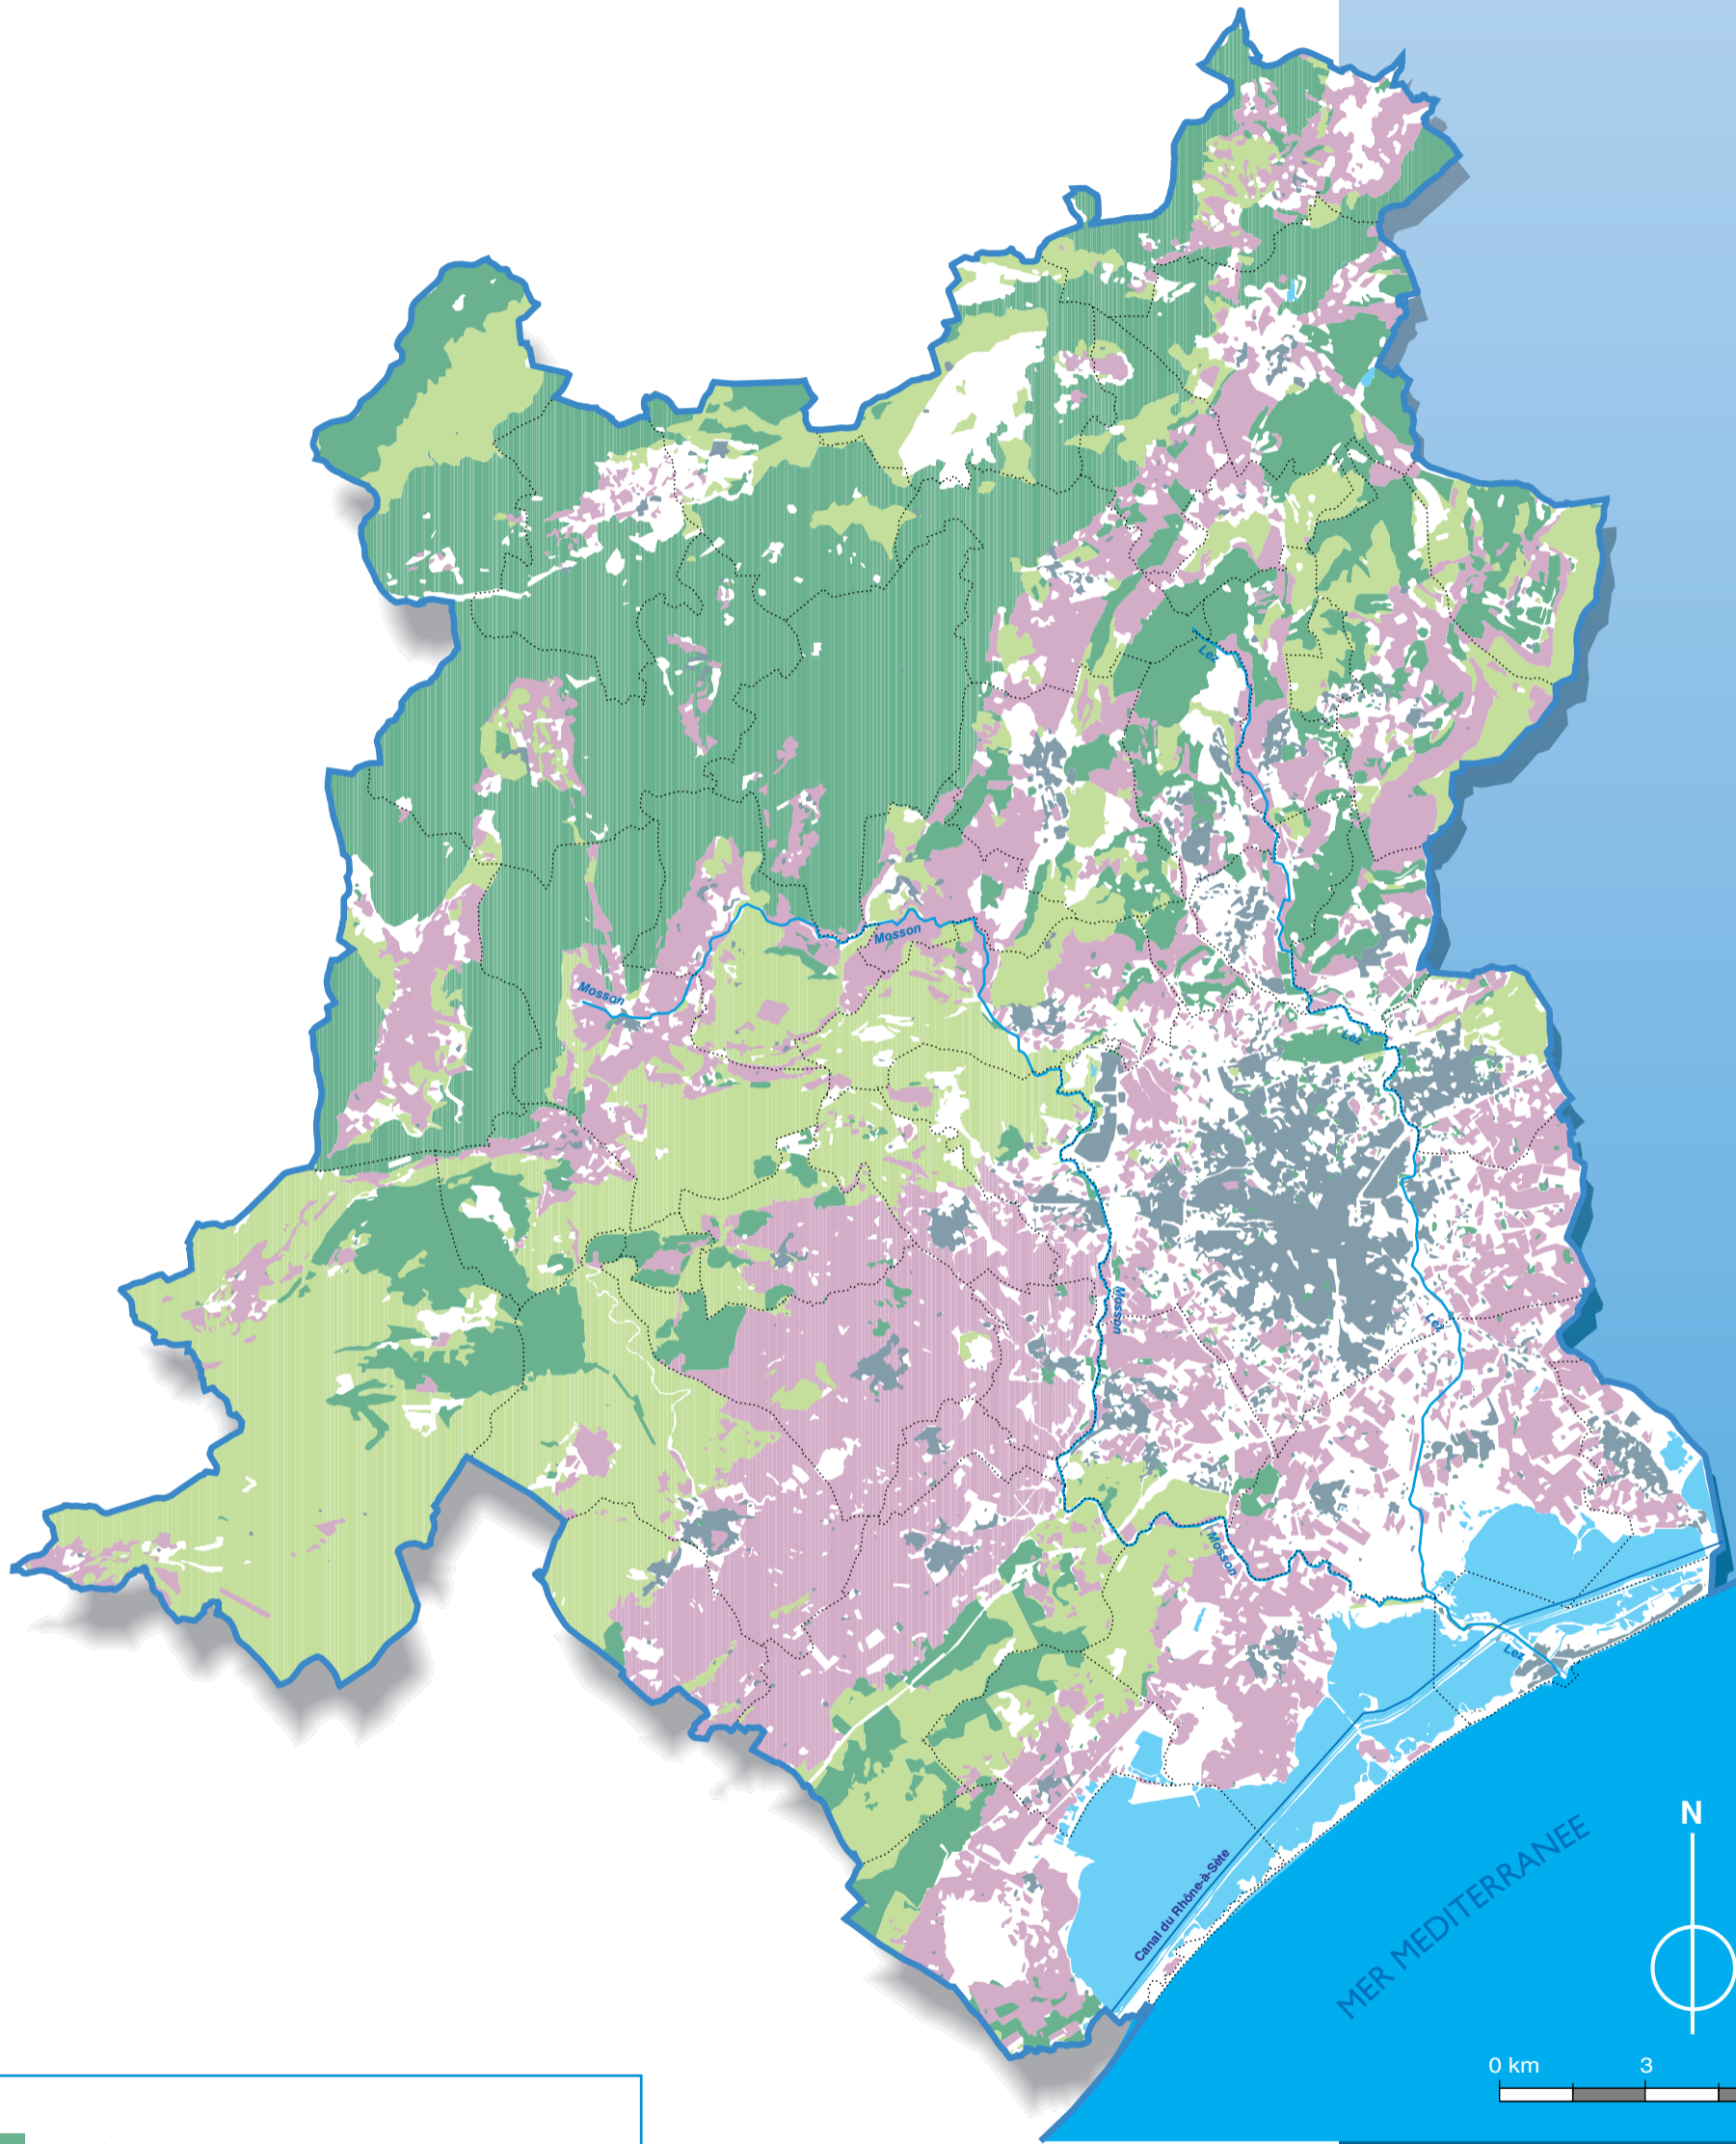 Lez
Mosson
Mosson
Lez
Mosson
Lez
Mosson
Lez
Canal du Rhône-à-Sète
MER MEDITERRANEE
N
0 km 3